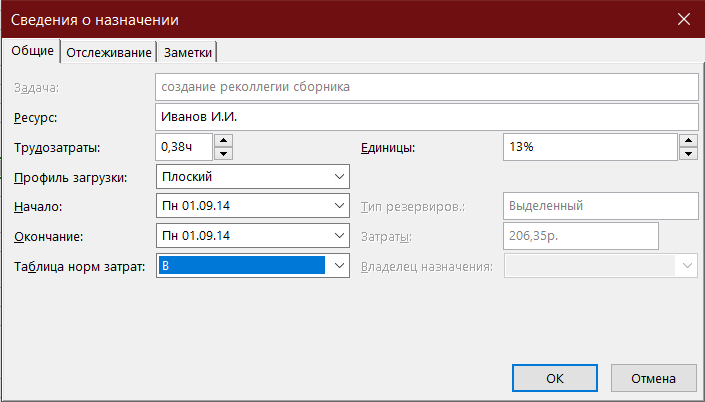 Сведения о назначении
Общие Отслеживание Заметки
Задача: создание реколлегии сборника
Ресурс: Иванов И.И.
Трудозатраты: 0,38ч Единицы: 13%
Профиль загрузки: Плоский
Начало: Пн 01.09.14 Тип резервиров.: Выделенный
Окончание: Пн 01.09.14 Затраты: 206,35р.
Таблица норм затрат: B Владелец назначения:
ОК Отмена